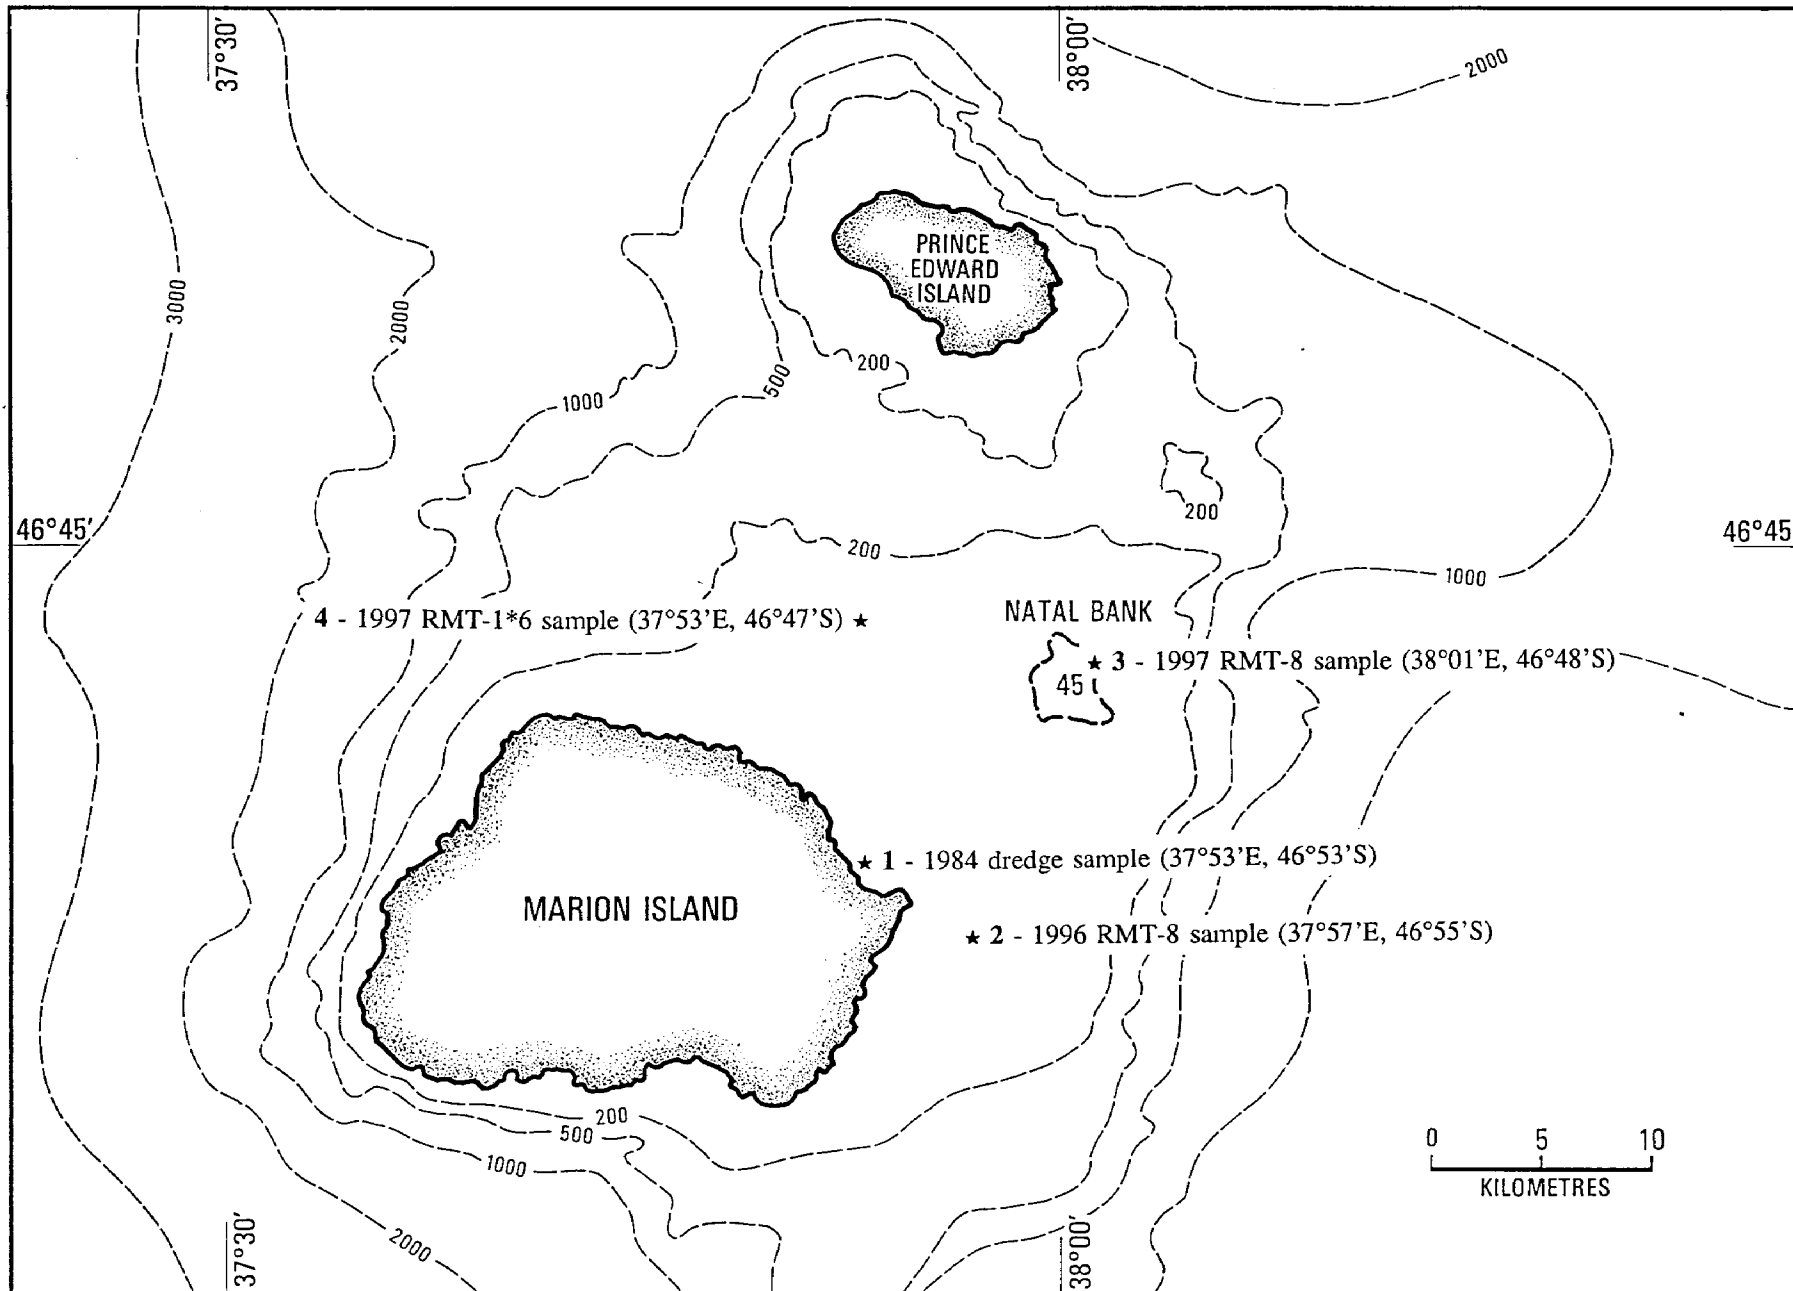 37°30'
38°00'
2000
PRINCE
EDWARD
ISLAND
3000
2000
200
500
1000
200
46°45'
46°45
200
1000
NATAL BANK
4 - 1997 RMT-1*6 sample (37°53'E, 46°47'S) ★
★ 3 - 1997 RMT-8 sample (38°01'E, 46°48'S)
45
★ 1 - 1984 dredge sample (37°53'E, 46°53'S)
MARION ISLAND
★ 2 - 1996 RMT-8 sample (37°57'E, 46°55'S)
200
500
1000
0 5 10
KILOMETRES
2000
37°30'
38°00'